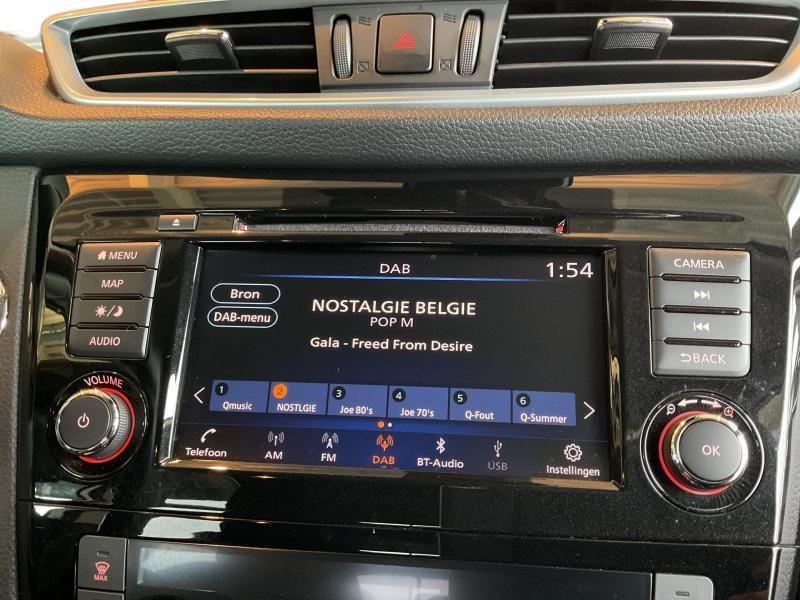 MENU
MAP
AUDIO
VOLUME
DAB
1:54
Bron
DAB-menu
NOSTALGIE BELGIE
POP M
Gala - Freed From Desire
1 Qmusic
2 NOSTLGIE
3 Joe 80's
4 Joe 70's
5 Q-Fout
6 Q-Summer
Telefoon
AM
FM
DAB
BT-Audio
USB
Instellingen
CAMERA
BACK
OK
MAX